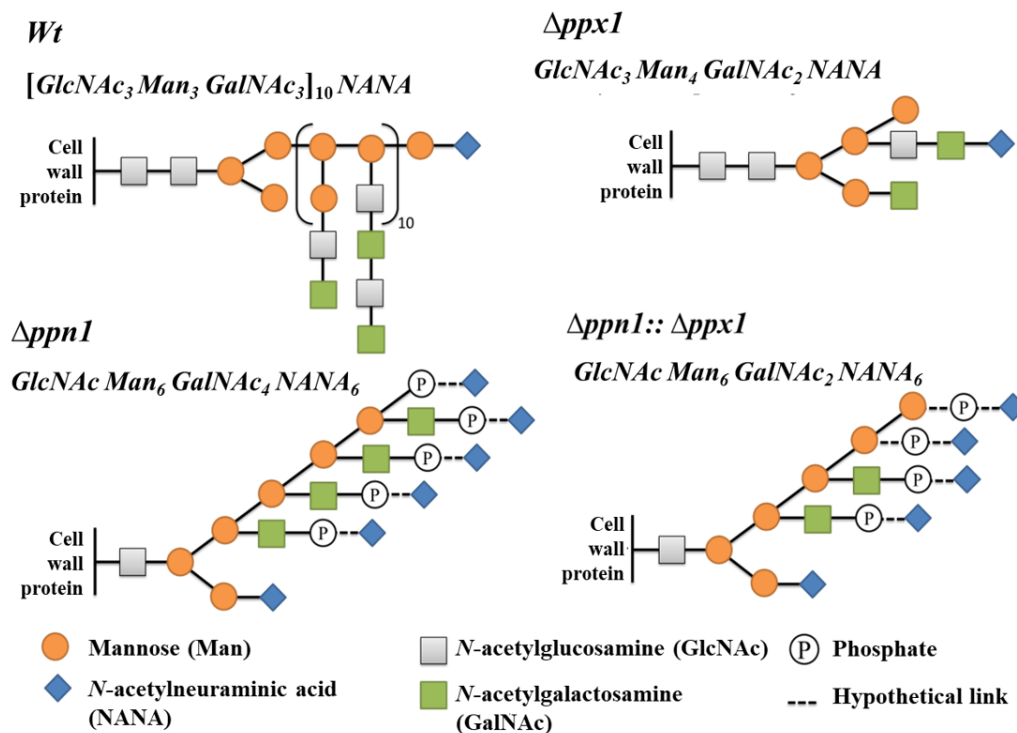 Wt
[GlcNAc₃ Man₃ GalNAc₃]₁₀ NANA
Cell
wall
protein
10
Δppx1
GlcNAc₃ Man₄ GalNAc₂ NANA
Cell
wall
protein
Δppn1
GlcNAc Man₆ GalNAc₄ NANA₆
P
P
P
P
P
Cell
wall
protein
Δppn1:: Δppx1
GlcNAc Man₆ GalNAc₂ NANA₆
P
P
P
P
Cell
wall
protein
Mannose (Man)
N-acetylneuraminic acid
(NANA)
N-acetylglucosamine (GlcNAc)
N-acetylgalactosamine
(GalNAc)
P Phosphate
Hypothetical link